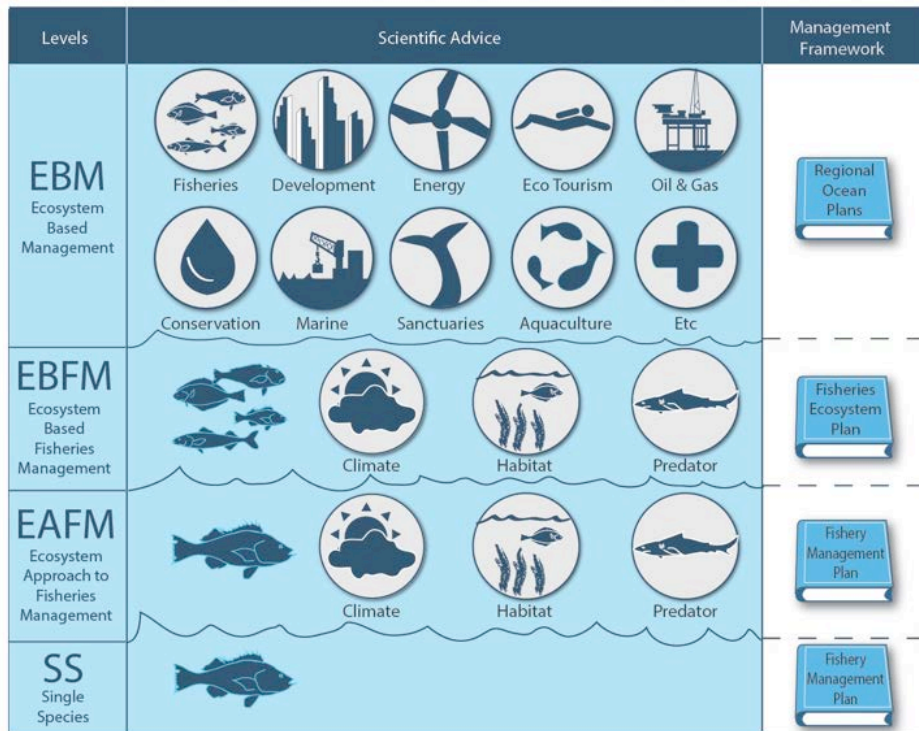 Levels
Scientific Advice
Management
Framework
EBM
Ecosystem
Based
Management
Fisheries
Development
Energy
Eco Tourism
Oil & Gas
Conservation
Marine
Sanctuaries
Aquaculture
Etc
Regional
Ocean
Plans
EBFM
Ecosystem
Based
Fisheries
Management
Climate
Habitat
Predator
Fisheries
Ecosystem
Plan
EAFM
Ecosystem
Approach to
Fisheries
Management
Climate
Habitat
Predator
Fishery
Management
Plan
SS
Single
Species
Fishery
Management
Plan